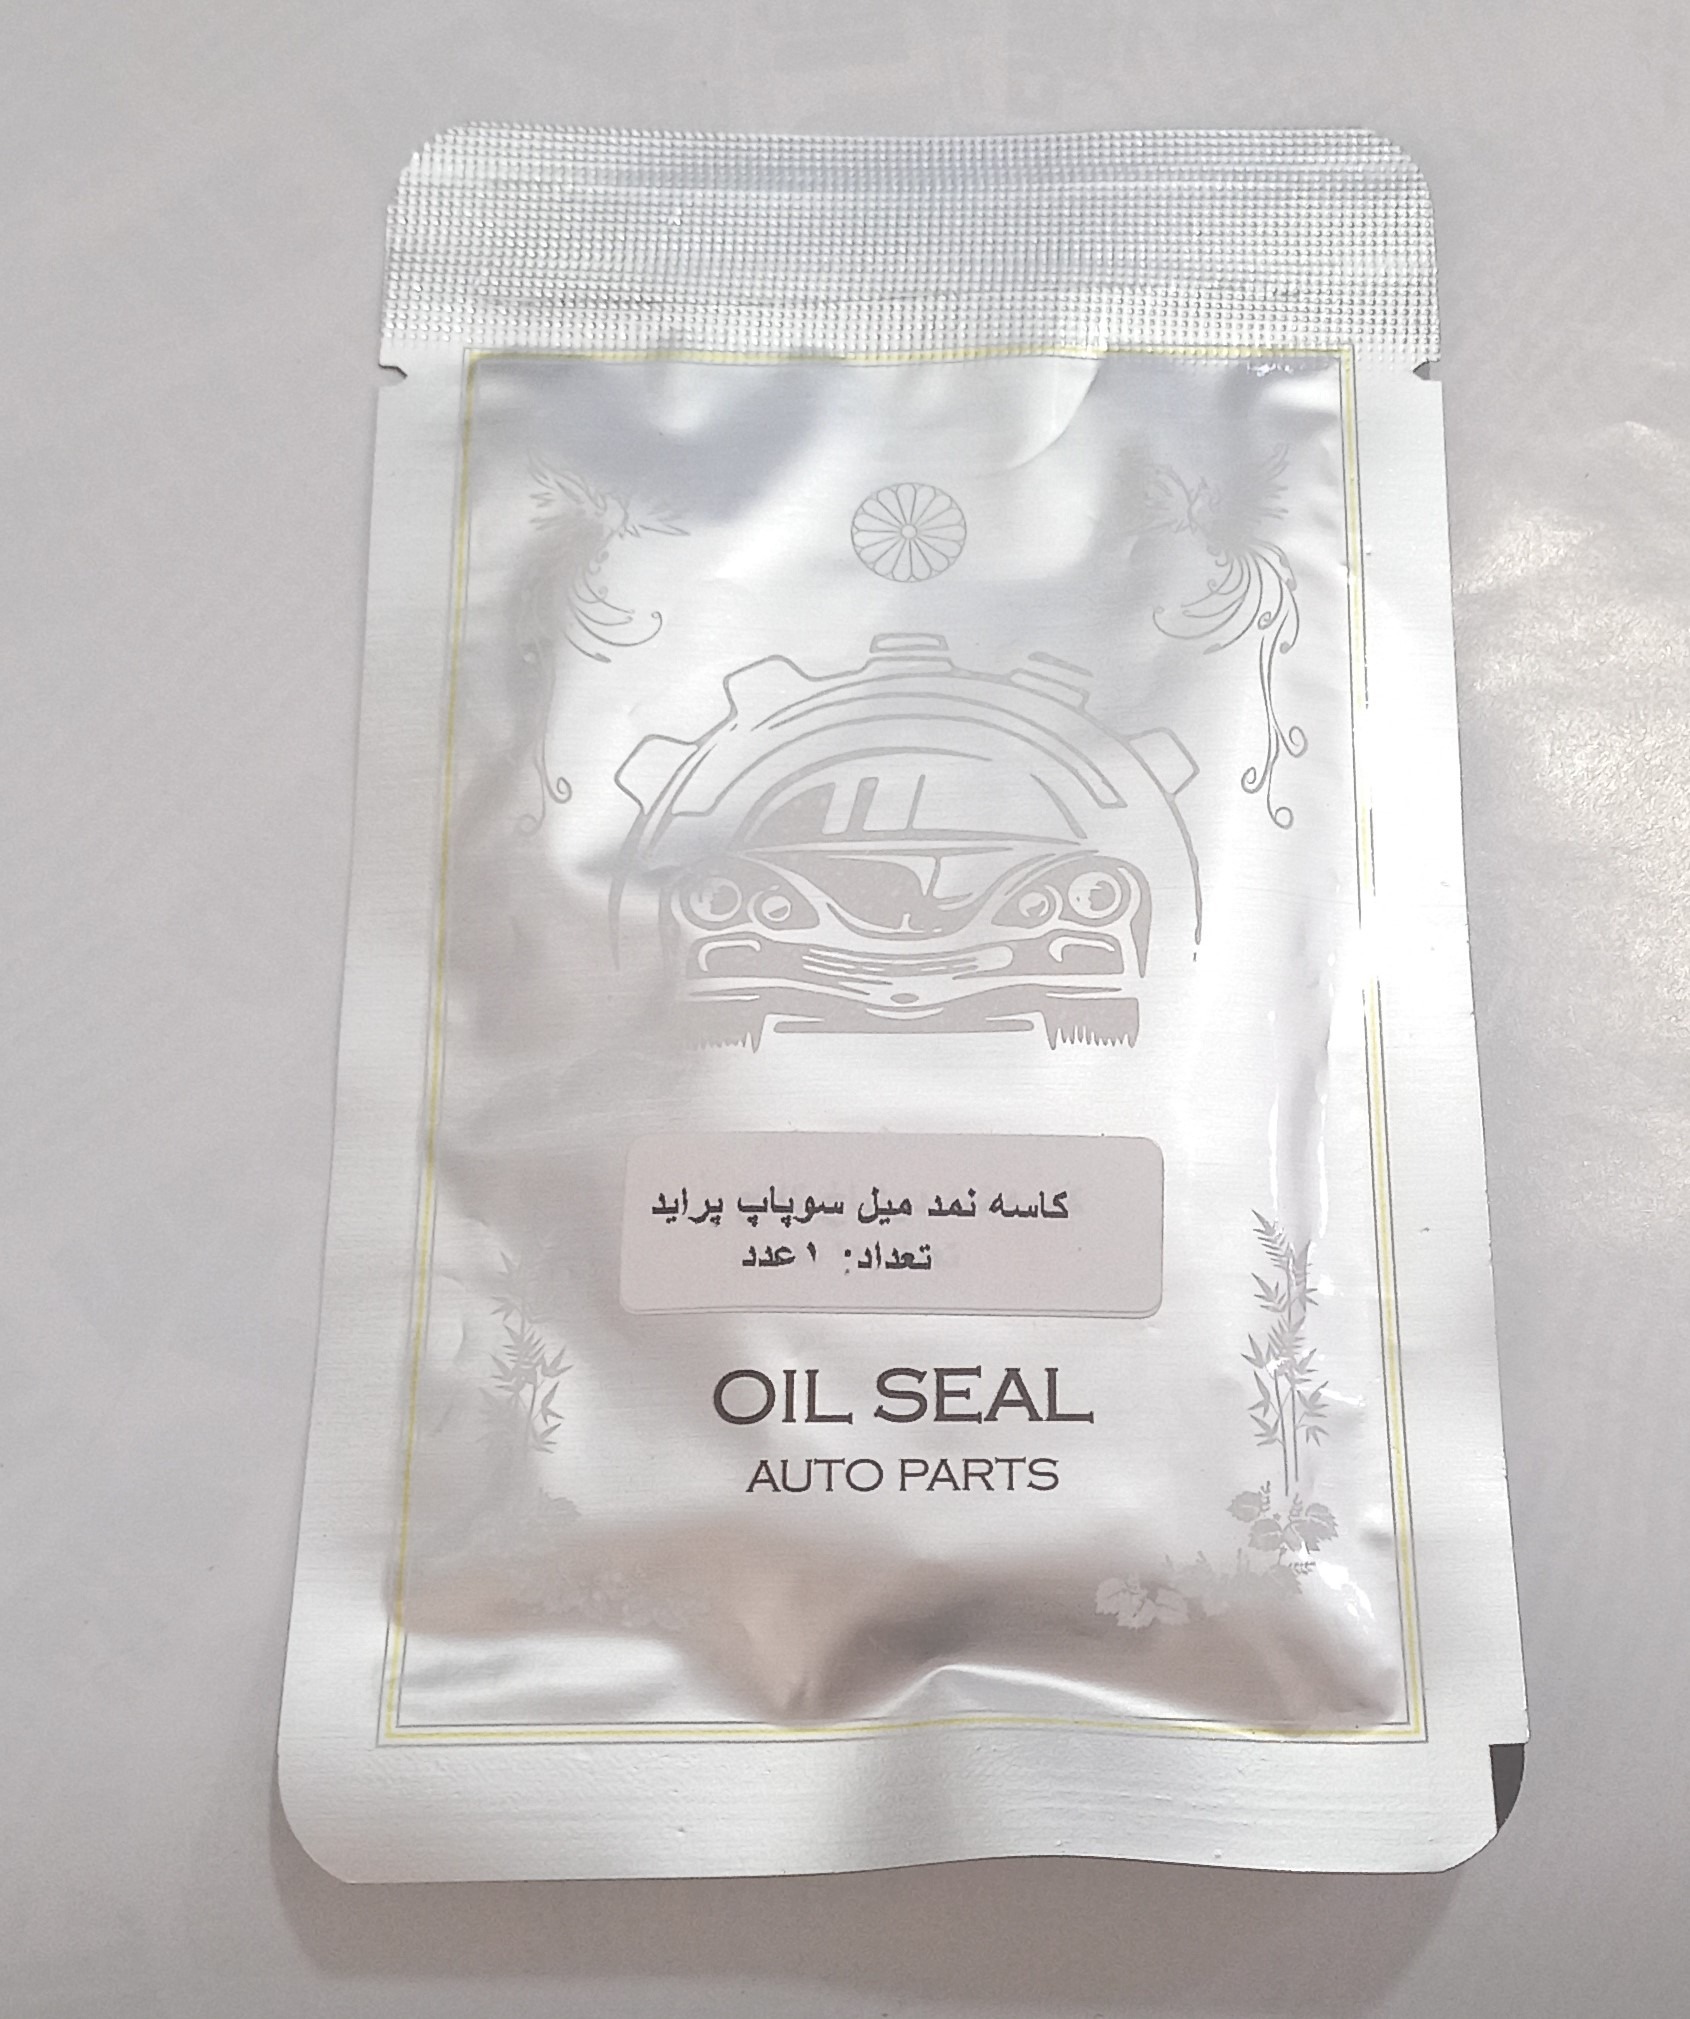 کاسه نمد میل سوپاپ پراید
تعداد: ۱ عدد
OIL SEAL
AUTO PARTS